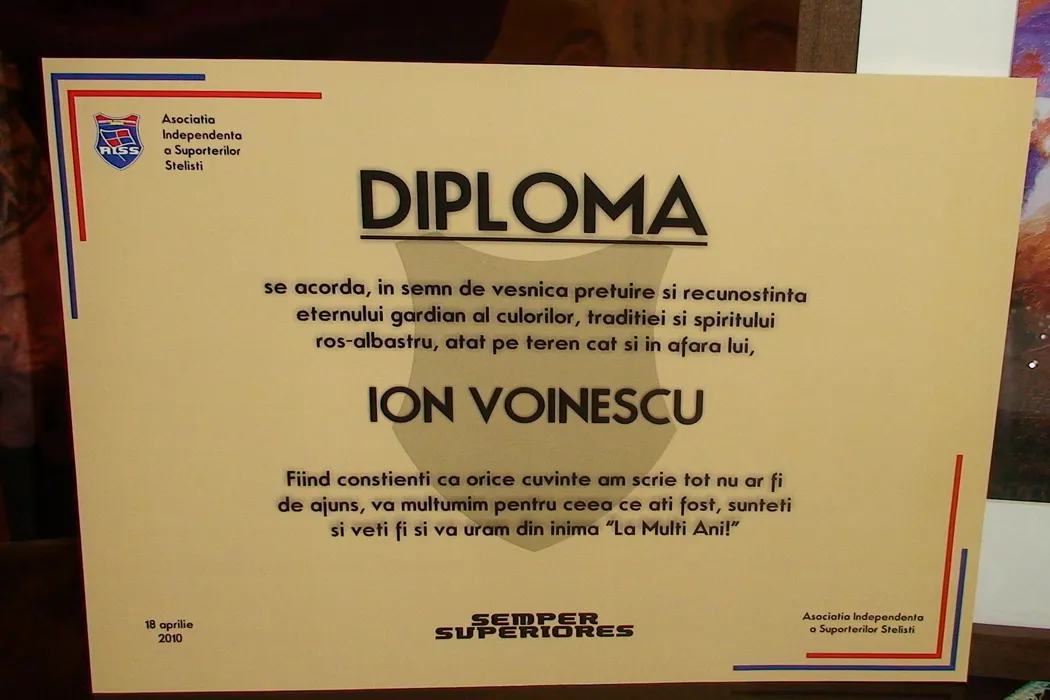 AISS
Asociatia
Independenta
a Suporterilor
Stelisti
DIPLOMA
se acorda, in semn de vesnica pretuire si recunostinta
eternului gardian al culorilor, traditiei si spiritului
ros-albastru, atat pe teren cat si in afara lui,
ION VOINESCU
Fiind constienti ca orice cuvinte am scrie tot nu ar fi
de ajuns, va multumim pentru ceea ce ati fost, sunteti
si veti fi si va uram din inima "La Multi Ani!"
18 aprilie
2010
SEMPER
SUPERIORES
Asociatia Independenta
a Suporterilor Stelisti